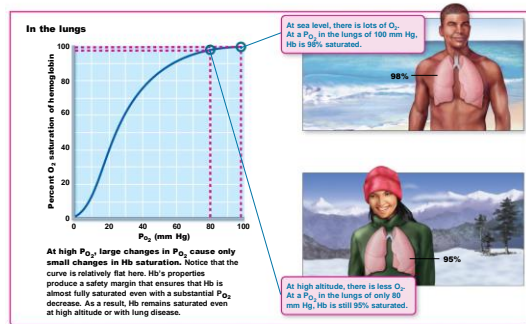 In the lungs
At sea level, there is lots of O2.
At a PO2 in the lungs of 100 mm Hg,
Hb is 98% saturated.
Percent O2 saturation of hemoglobin
100
80
60
40
20
0
0 20 40 60 80 100
PO2 (mm Hg)
98%
At high PO2, large changes in PO2 cause only
small changes in Hb saturation. Notice that the
curve is relatively flat here. Hb's properties
produce a safety margin that ensures that Hb is
almost fully saturated even with a substantial PO2
decrease. As a result, Hb remains saturated even
at high altitude or with lung disease.
At high altitude, there is less O2.
At a PO2 in the lungs of only 80
mm Hg, Hb is still 95% saturated.
95%